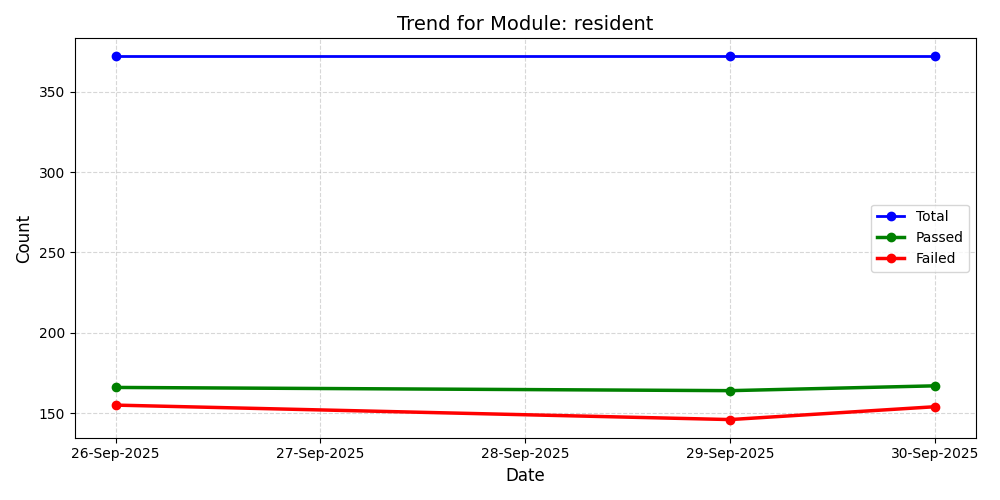 Trend for Module: resident
350
300
250
200
150
Count
Total
Passed
Failed
26-Sep-2025
27-Sep-2025
28-Sep-2025
29-Sep-2025
30-Sep-2025
Date